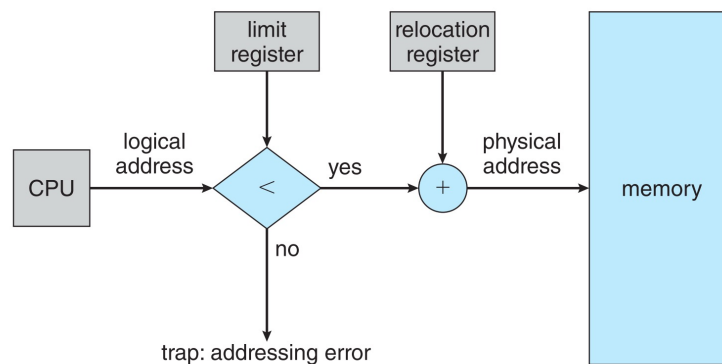 limit
register
relocation
register
logical
address
physical
address
CPU
<
yes
+
memory
no
trap: addressing error